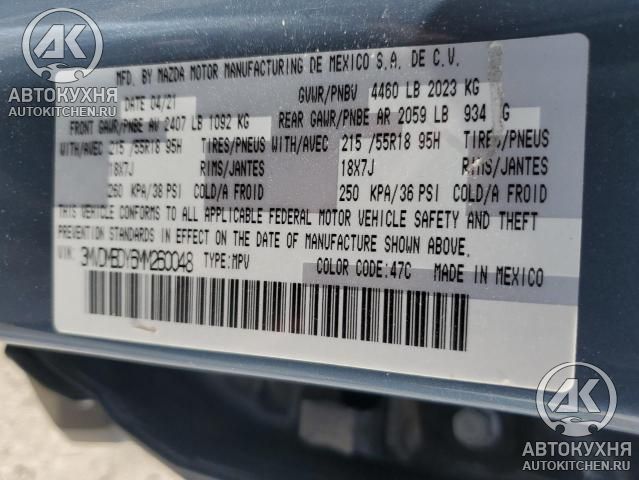 MFD. BY MAZDA MOTOR MANUFACTURING DE MEXICO S.A. DE C.V.
DATE 04/21 GVWR/PNBV 4460 LB 2023 KG
FRONT GAWR/PNBE AV 2407 LB 1092 KG REAR GAWR/PNBE AR 2059 LB 934 G
WITH/AVEC 215 /55R18 95H TIRES/PNEUS WITH/AVEC 215 /55R18 95H TIRES/PNEUS
18X7J RIMS/JANTES 18X7J RIMS/JANTES
260 KPA/38 PSI COLD/A FROID 250 KPA/36 PSI COLD/A FROID
THIS VEHICLE CONFORMS TO ALL APPLICABLE FEDERAL MOTOR VEHICLE SAFETY AND THEFT
PREVENTION STANDARDS IN EFFECT ON THE DATE OF MANUFACTURE SHOWN ABOVE.
VIN: TYPE: MPV COLOR CODE: 47C MADE IN MEXICO
АК
АВТОКУХНЯ
AUTOKITCHEN.RU
АК
АВТОКУХНЯ
AUTOKITCHEN.RU